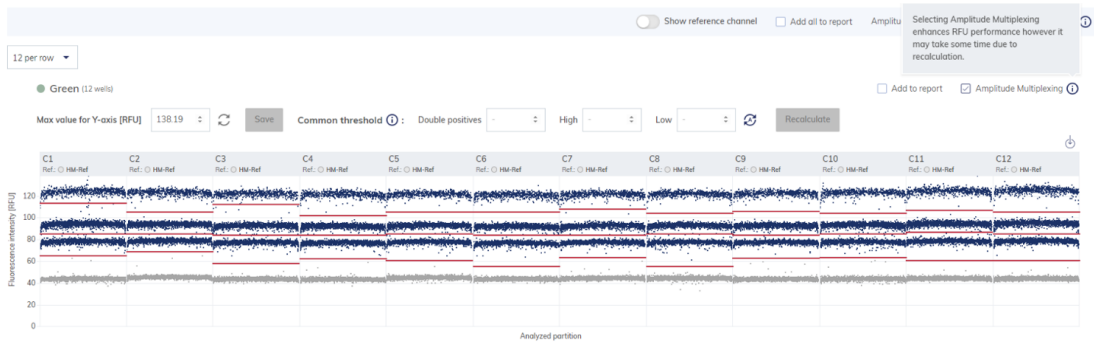 Show reference channel Add all to report Amplitu
Selecting Amplitude Multiplexing
enhances RFU performance however it
may take some time due to
recalculation.
12 per row
Green (12 wells) Add to report Amplitude Multiplexing
Max value for Y-axis [RFU] 138.19 Save Common threshold : Double positives - High - Low - Recalculate
C1 C2 C3 C4 C5 C6 C7 C8 C9 C10 C11 C12
Ref.: HM-Ref Ref.: HM-Ref Ref.: HM-Ref Ref.: HM-Ref Ref.: HM-Ref Ref.: HM-Ref Ref.: HM-Ref Ref.: HM-Ref Ref.: HM-Ref Ref.: HM-Ref Ref.: HM-Ref Ref.: HM-Ref
Fluorescence intensity [RFU]
120
100
80
60
40
20
0
Analyzed partition